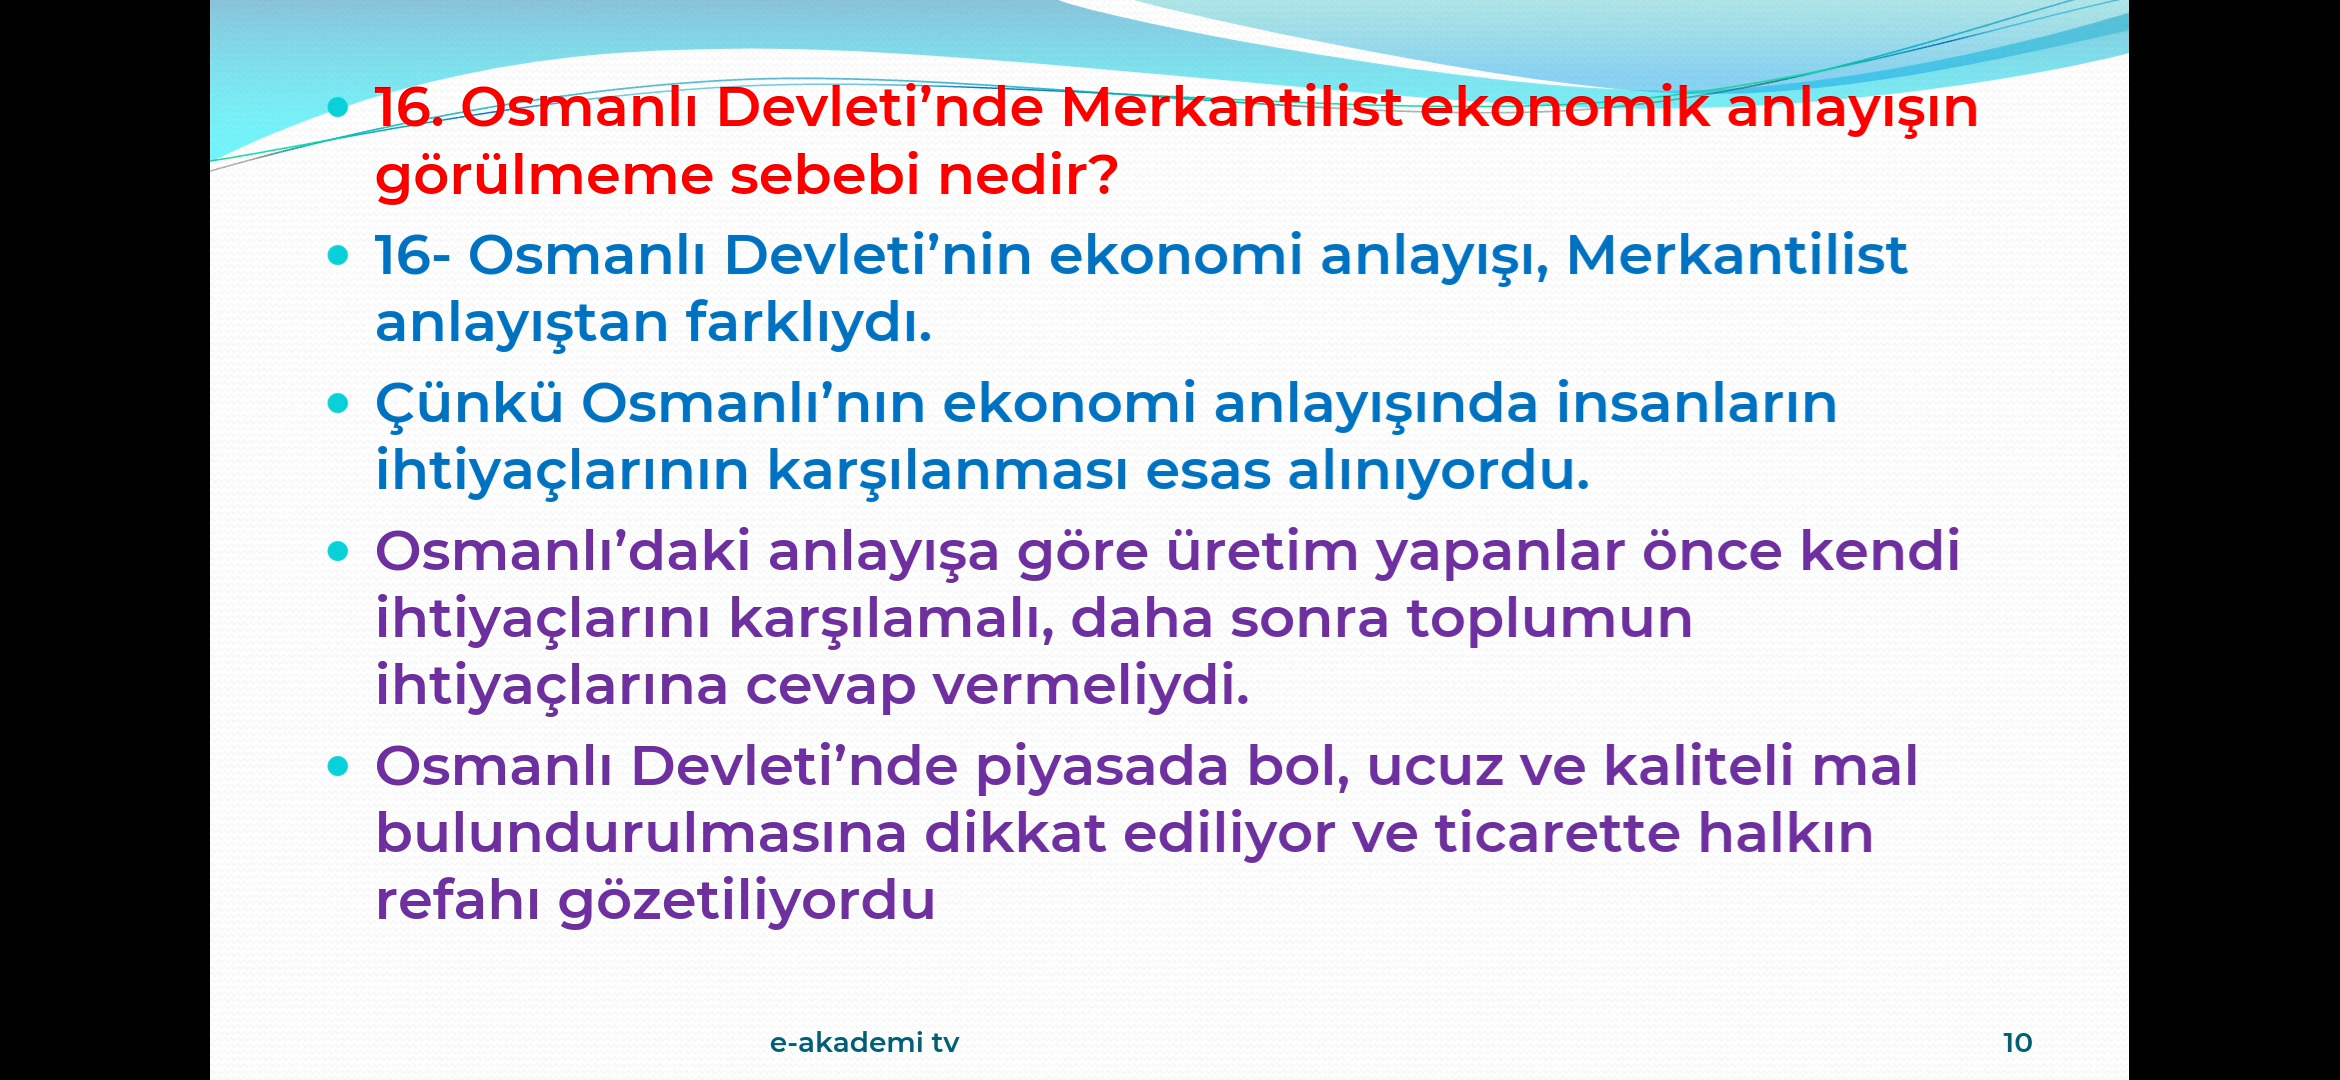 16. Osmanlı Devleti’nde Merkantilist ekonomik anlayışın
görülmeme sebebi nedir?
16- Osmanlı Devleti’nin ekonomi anlayışı, Merkantilist
anlayıştan farklıydı.
Çünkü Osmanlı’nın ekonomi anlayışında insanların
ihtiyaçlarının karşılanması esas alınıyordu.
Osmanlı’daki anlayışa göre üretim yapanlar önce kendi
ihtiyaçlarını karşılamalı, daha sonra toplumun
ihtiyaçlarına cevap vermeliydi.
Osmanlı Devleti’nde piyasada bol, ucuz ve kaliteli mal
bulundurulmasına dikkat ediliyor ve ticarette halkın
refahı gözetiliyordu
e-akademi tv
10